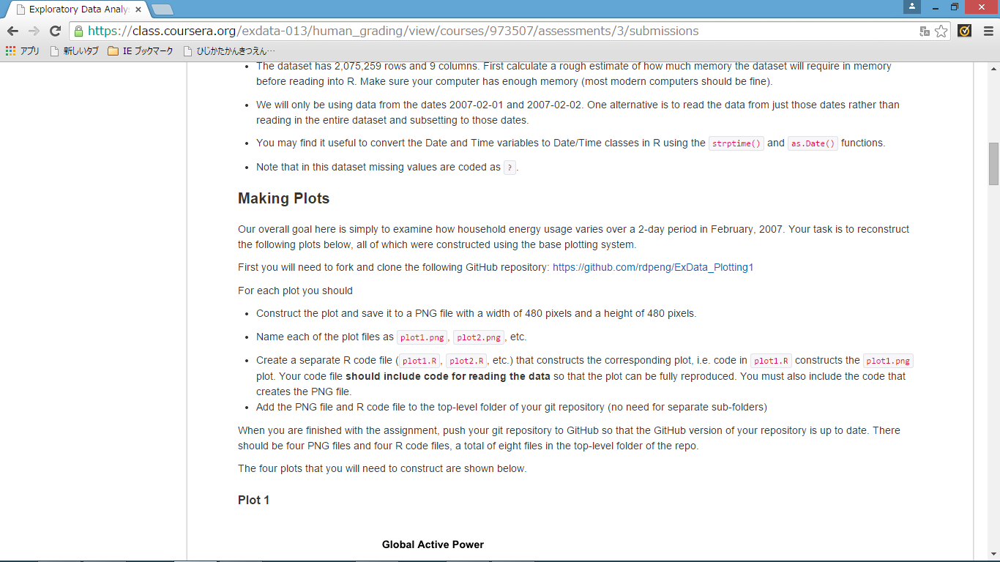 Exploratory Data Analys
https://class.coursera.org/exdata-013/human_grading/view/courses/973507/assessments/3/submissions
アプリ 新しいタブ IE ブックマーク ひじかたかんきつえん…
• The dataset has 2,075,259 rows and 9 columns. First calculate a rough estimate of how much memory the dataset will require in memory
before reading into R. Make sure your computer has enough memory (most modern computers should be fine).
• We will only be using data from the dates 2007-02-01 and 2007-02-02. One alternative is to read the data from just those dates rather than
reading in the entire dataset and subsetting to those dates.
• You may find it useful to convert the Date and Time variables to Date/Time classes in R using the strptime() and as.Date() functions.
• Note that in this dataset missing values are coded as ?.
Making Plots
Our overall goal here is simply to examine how household energy usage varies over a 2-day period in February, 2007. Your task is to reconstruct
the following plots below, all of which were constructed using the base plotting system.
First you will need to fork and clone the following GitHub repository: https://github.com/rdpeng/ExData_Plotting1
For each plot you should
• Construct the plot and save it to a PNG file with a width of 480 pixels and a height of 480 pixels.
• Name each of the plot files as plot1.png, plot2.png, etc.
• Create a separate R code file (plot1.R, plot2.R, etc.) that constructs the corresponding plot, i.e. code in plot1.R constructs the plot1.png
plot. Your code file should include code for reading the data so that the plot can be fully reproduced. You must also include the code that
creates the PNG file.
• Add the PNG file and R code file to the top-level folder of your git repository (no need for separate sub-folders)
When you are finished with the assignment, push your git repository to GitHub so that the GitHub version of your repository is up to date. There
should be four PNG files and four R code files, a total of eight files in the top-level folder of the repo.
The four plots that you will need to construct are shown below.
Plot 1
Global Active Power